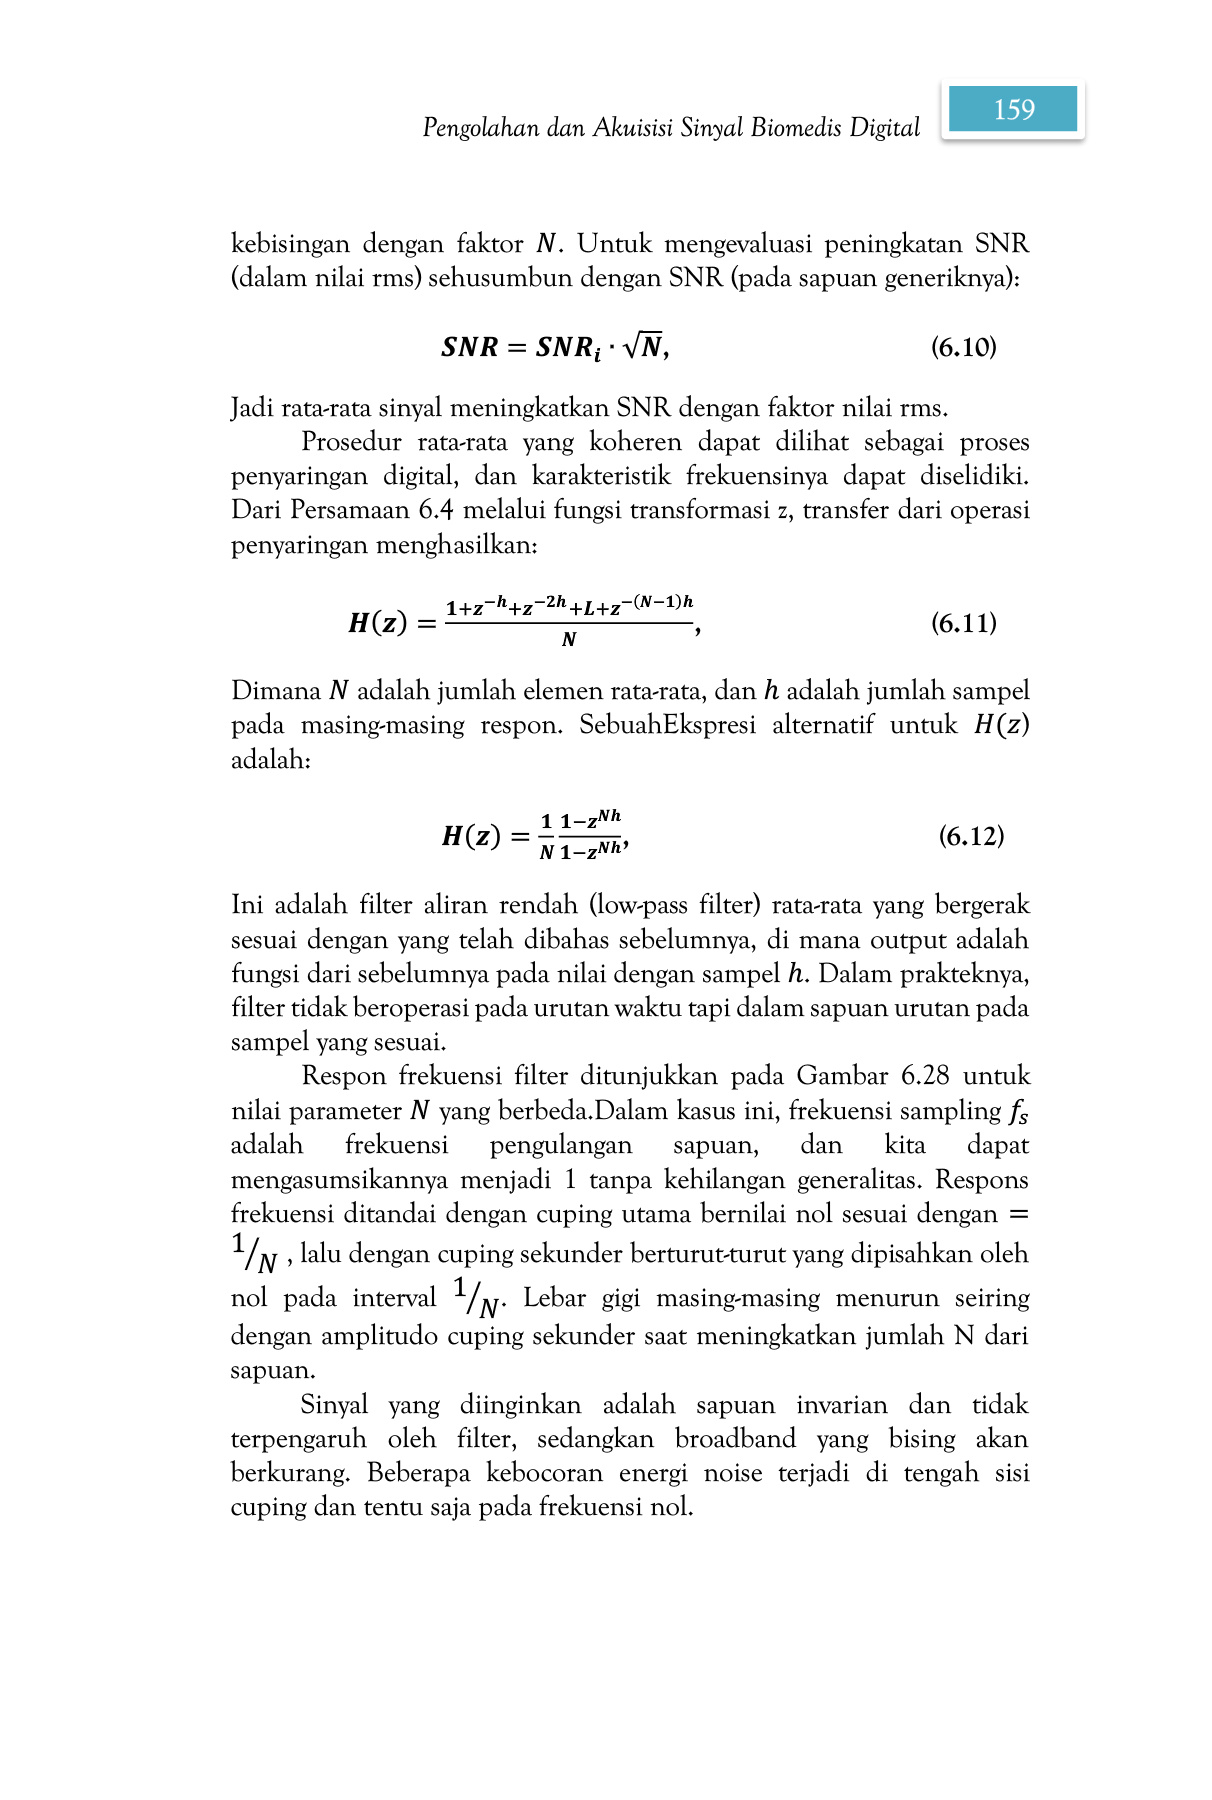 Pengolahan dan Akuisisi Sinyal Biomedis Digital 159
kebisingan dengan faktor N. Untuk mengevaluasi peningkatan SNR
(dalam nilai rms) sehusumbun dengan SNR (pada sapuan generiknya):
SNR = SNRᵢ · √N, (6.10)
Jadi rata-rata sinyal meningkatkan SNR dengan faktor nilai rms.
Prosedur rata-rata yang koheren dapat dilihat sebagai proses
penyaringan digital, dan karakteristik frekuensinya dapat diselidiki.
Dari Persamaan 6.4 melalui fungsi transformasi z, transfer dari operasi
penyaringan menghasilkan:
H(z) = (1+z^{-h}+z^{-2h}+L+z^{-(N-1)h})/N, (6.11)
Dimana N adalah jumlah elemen rata-rata, dan h adalah jumlah sampel
pada masing-masing respon. SebuahEkspresi alternatif untuk H(z)
adalah:
H(z) = 1/N (1-z^{Nh})/(1-z^{Nh}), (6.12)
Ini adalah filter aliran rendah (low-pass filter) rata-rata yang bergerak
sesuai dengan yang telah dibahas sebelumnya, di mana output adalah
fungsi dari sebelumnya pada nilai dengan sampel h. Dalam prakteknya,
filter tidak beroperasi pada urutan waktu tapi dalam sapuan urutan pada
sampel yang sesuai.
Respon frekuensi filter ditunjukkan pada Gambar 6.28 untuk
nilai parameter N yang berbeda.Dalam kasus ini, frekuensi sampling fₛ
adalah frekuensi pengulangan sapuan, dan kita dapat
mengasumsikannya menjadi 1 tanpa kehilangan generalitas. Respons
frekuensi ditandai dengan cuping utama bernilai nol sesuai dengan =
1/N , lalu dengan cuping sekunder berturut-turut yang dipisahkan oleh
nol pada interval 1/N. Lebar gigi masing-masing menurun seiring
dengan amplitudo cuping sekunder saat meningkatkan jumlah N dari
sapuan.
Sinyal yang diinginkan adalah sapuan invarian dan tidak
terpengaruh oleh filter, sedangkan broadband yang bising akan
berkurang. Beberapa kebocoran energi noise terjadi di tengah sisi
cuping dan tentu saja pada frekuensi nol.